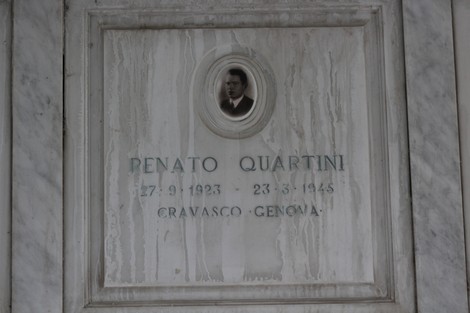 RENATO QUARTINI
27·9·1923 - 23·3·1945
CRAVASCO·GENOVA·